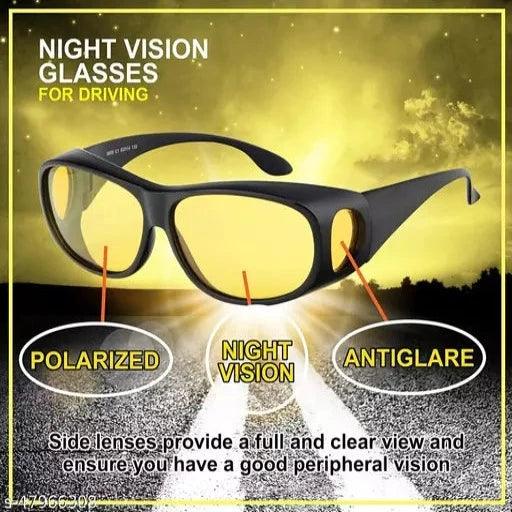 NIGHT VISION
GLASSES
FOR DRIVING
POLARIZED
NIGHT
VISION
ANTIGLARE
Side lenses provide a full and clear view and
ensure you have a good peripheral vision
s-47966308